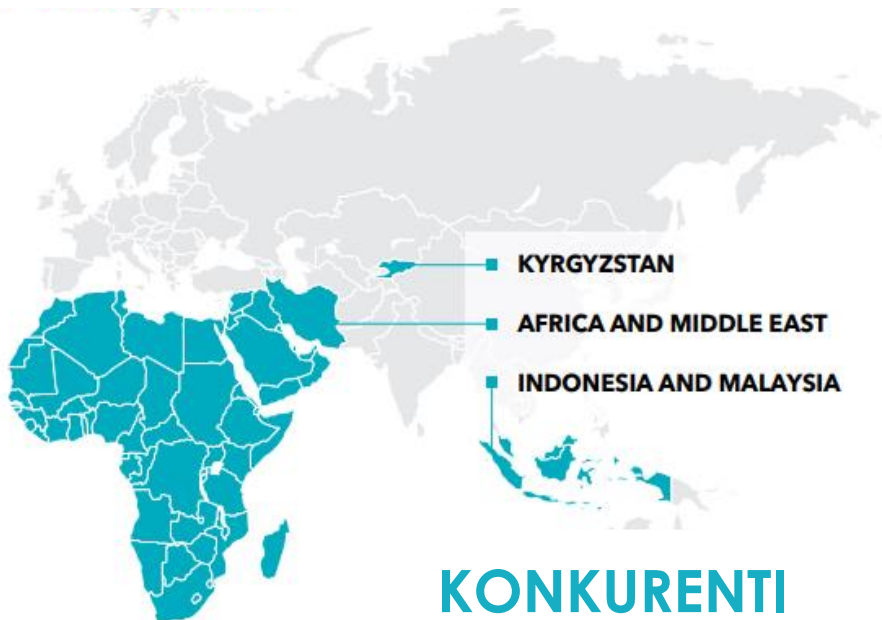 KYRGYZSTAN
AFRICA AND MIDDLE EAST
INDONESIA AND MALAYSIA
KONKURENTI